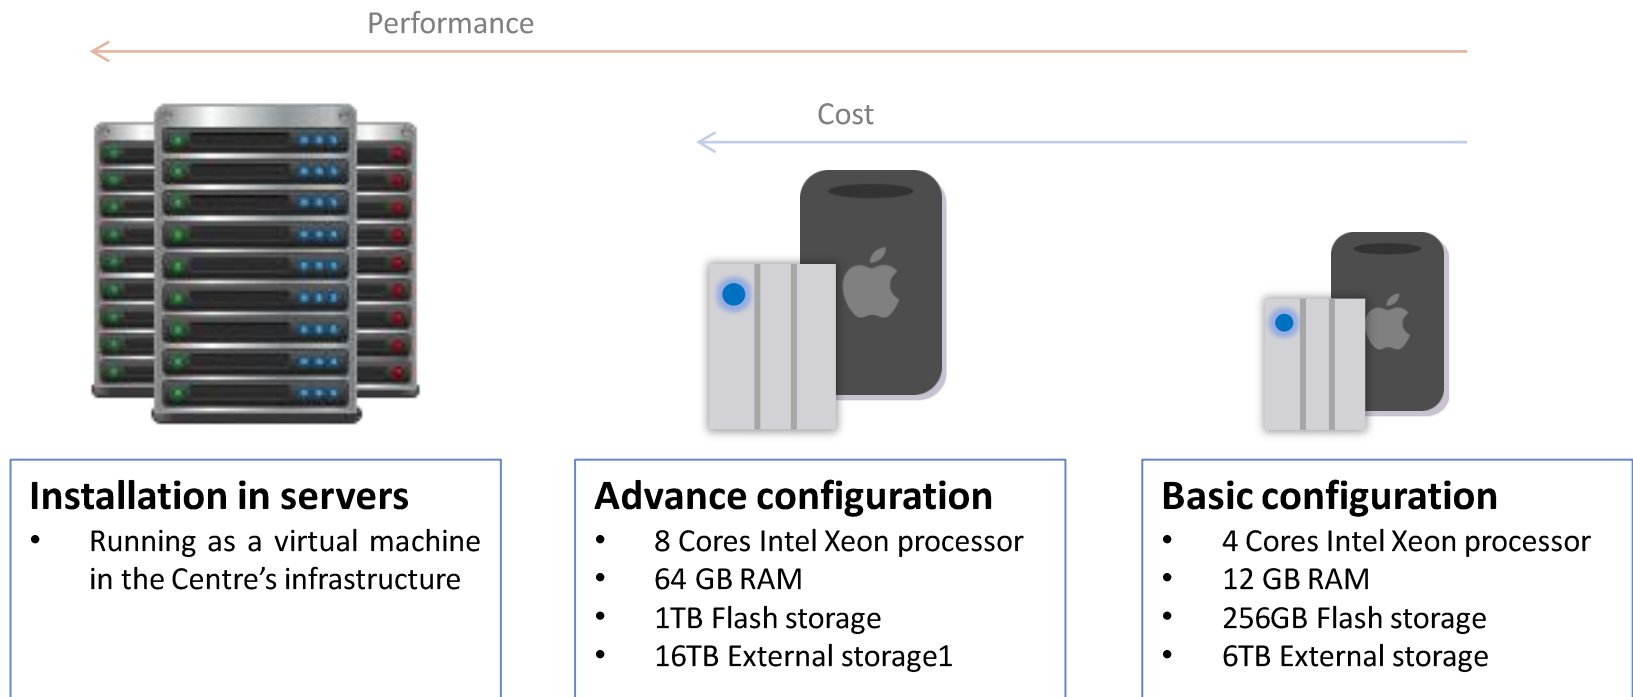 Performance
Cost
Installation in servers
• Running as a virtual machine
in the Centre's infrastructure
Advance configuration
• 8 Cores Intel Xeon processor
• 64 GB RAM
• 1TB Flash storage
• 16TB External storage1
Basic configuration
• 4 Cores Intel Xeon processor
• 12 GB RAM
• 256GB Flash storage
• 6TB External storage